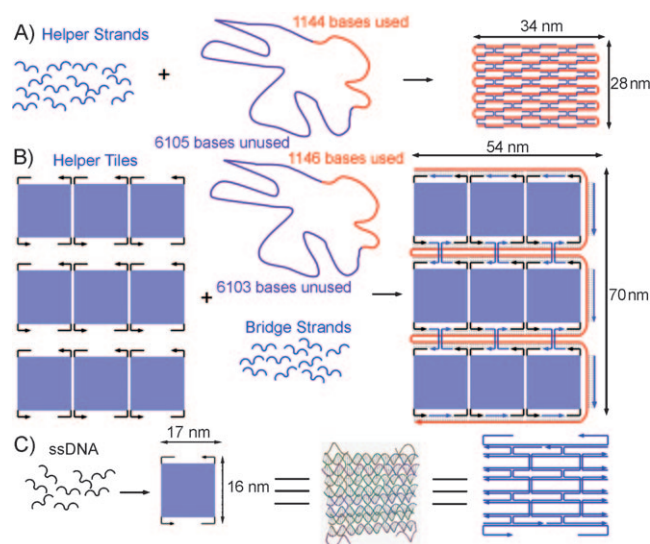 A) Helper Strands
1144 bases used
6105 bases unused
34 nm
28 nm
B) Helper Tiles
1146 bases used
6103 bases unused
Bridge Strands
54 nm
70 nm
C) ssDNA
17 nm
16 nm